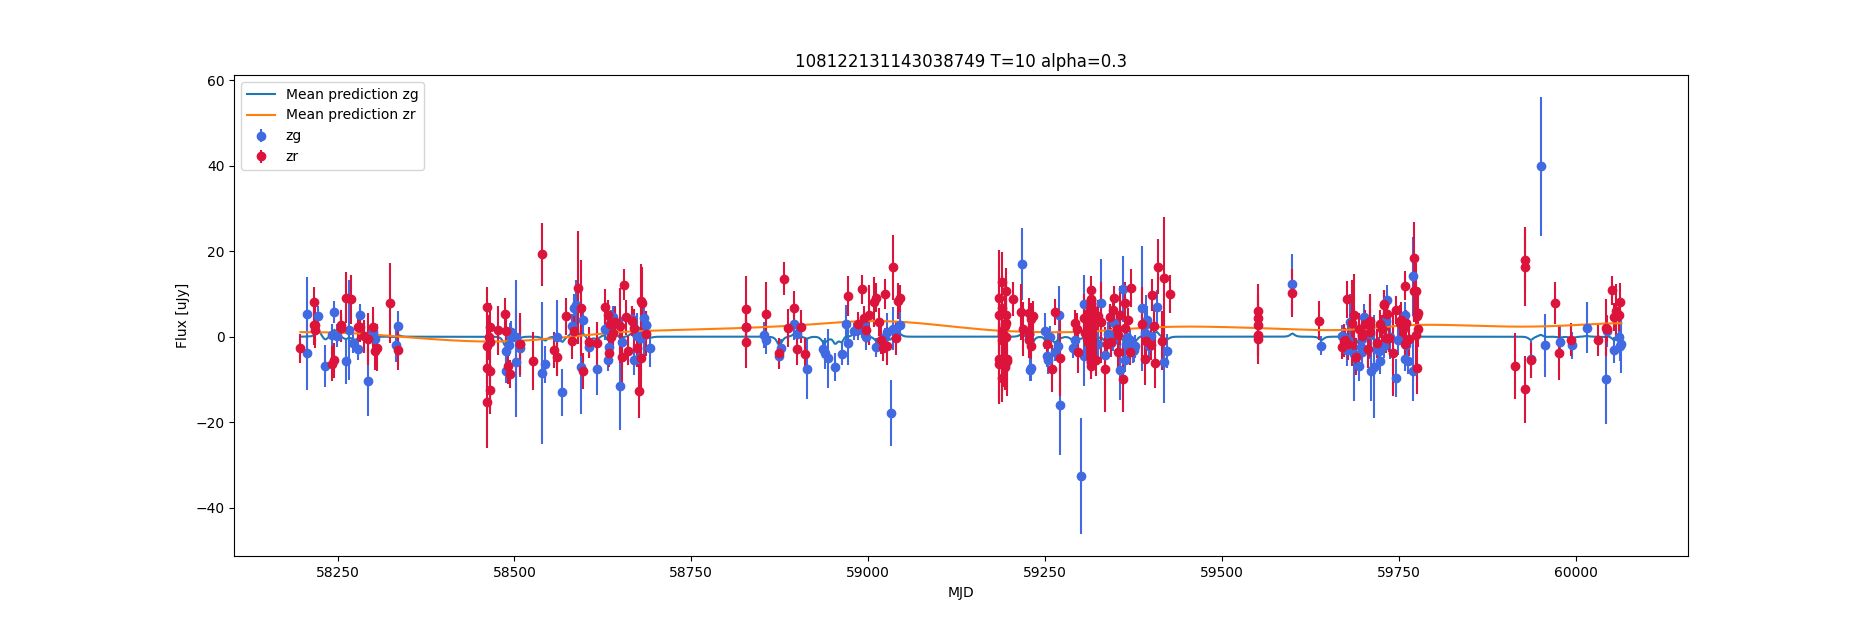 108122131143038749 T=10 alpha=0.3
Mean prediction zg
Mean prediction zr
zg
zr
Flux [uJy]
60
40
20
0
−20
−40
58250 58500 58750 59000 59250 59500 59750 60000
MJD